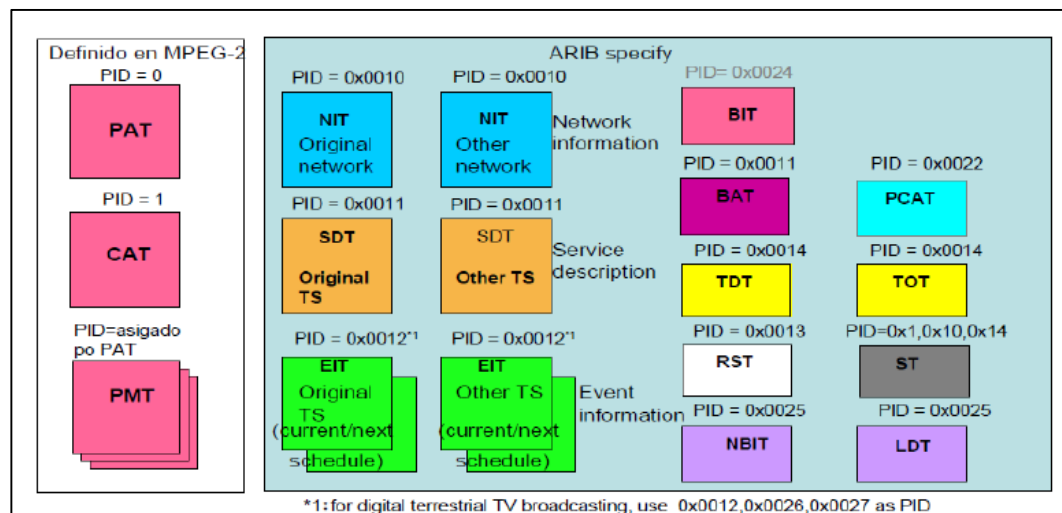 Definido en MPEG-2
PID = 0
PAT
PID = 1
CAT
PID=asigado
po PAT
PMT
ARIB specify
PID = 0x0010
NIT
Original
network
PID = 0x0010
NIT
Other
network
Network
information
PID = 0x0011
SDT
Original
TS
PID = 0x0011
SDT
Other TS
Service
description
PID = 0x0012*1
EIT
Original
TS
(current/next
schedule)
PID = 0x0012*1
EIT
Other TS
(current/next
schedule)
Event
information
PID= 0x0024
BIT
PID = 0x0011
BAT
PID = 0x0022
PCAT
PID = 0x0014
TDT
PID = 0x0014
TOT
PID = 0x0013
RST
PID=0x1,0x10,0x14
ST
PID = 0x0025
NBIT
PID = 0x0025
LDT
*1: for digital terrestrial TV broadcasting, use 0x0012,0x0026,0x0027 as PID